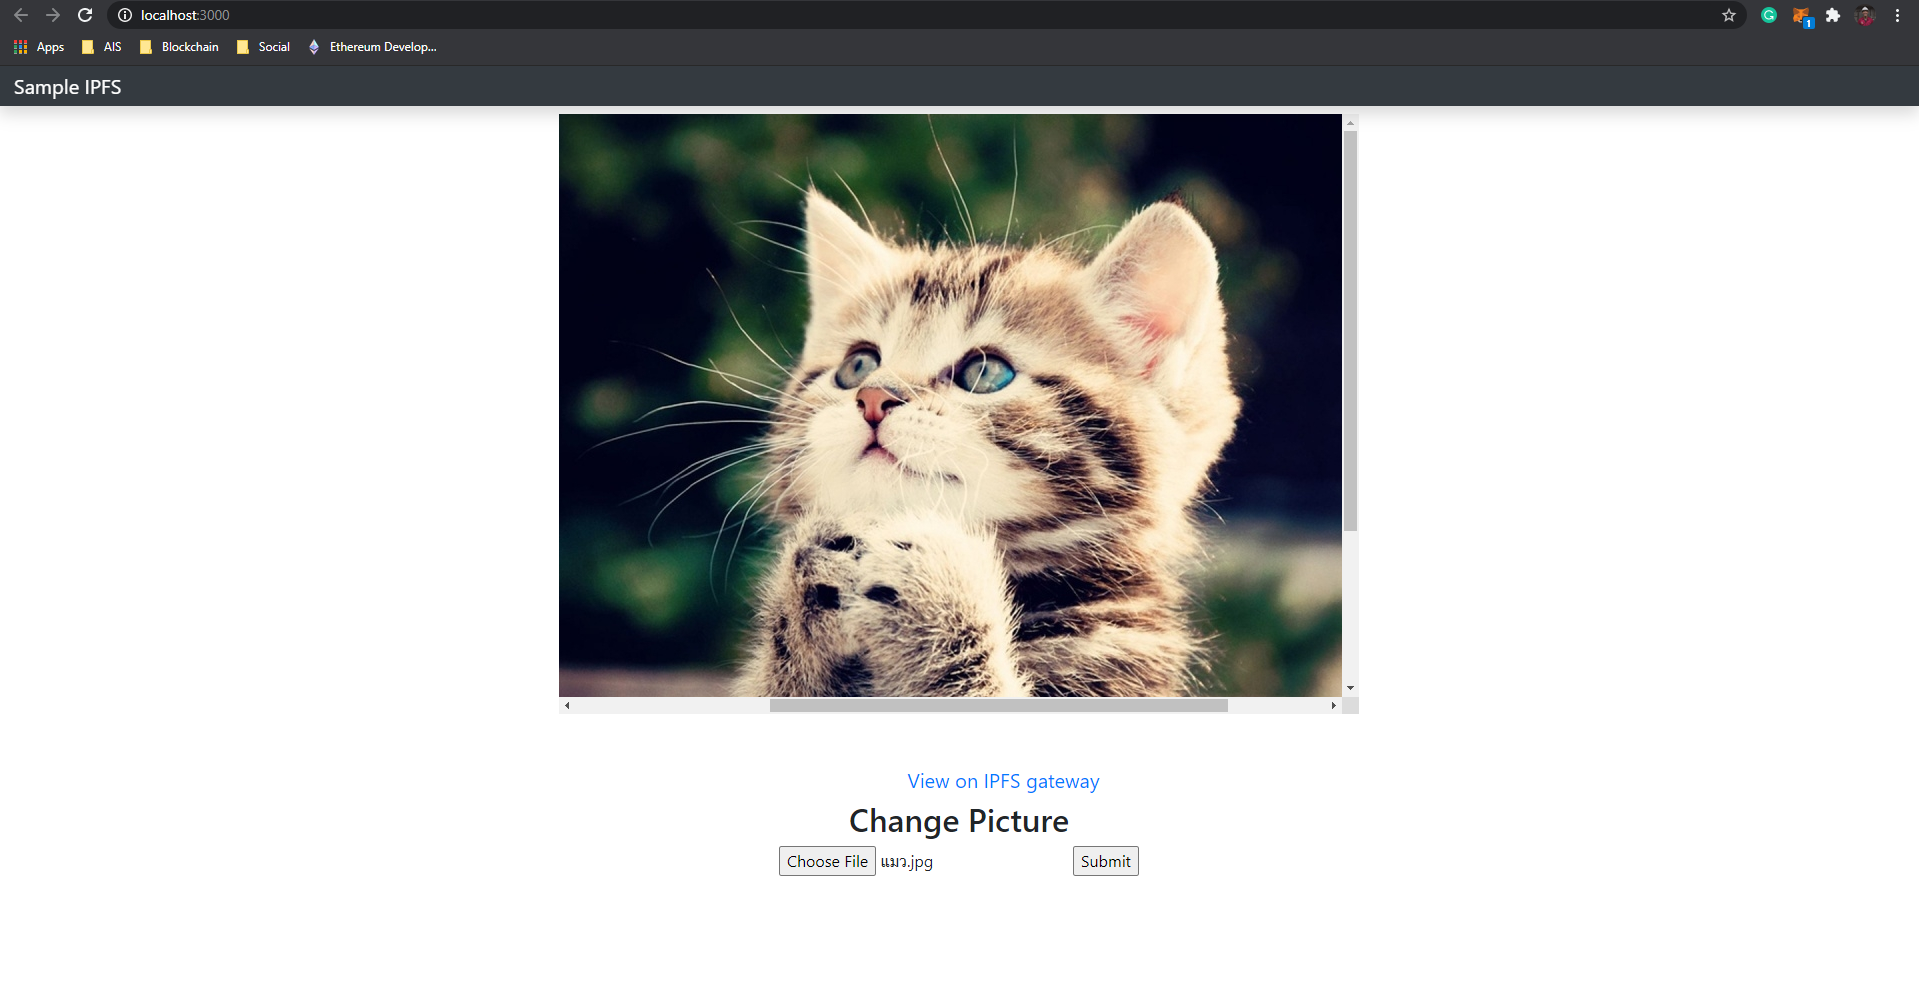 localhost:3000
1
Apps AIS Blockchain Social Ethereum Develop...
Sample IPFS
View on IPFS gateway
Change Picture
Choose File แมว.jpg Submit